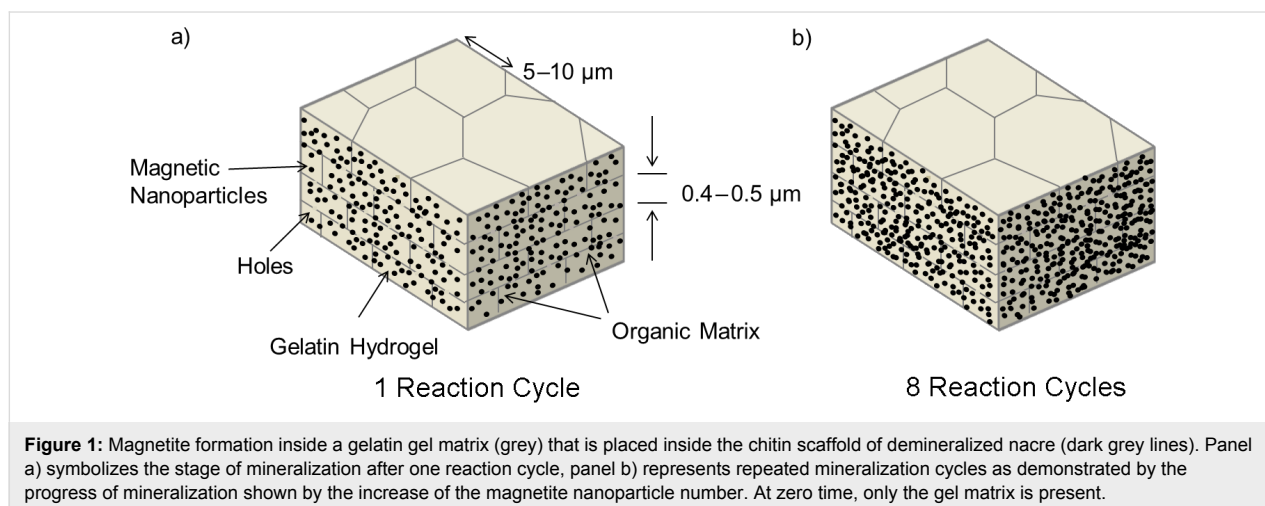 a)
b)
5–10 µm
Magnetic
Nanoparticles
0.4–0.5 µm
Holes
Organic Matrix
Gelatin Hydrogel
1 Reaction Cycle
8 Reaction Cycles
Figure 1: Magnetite formation inside a gelatin gel matrix (grey) that is placed inside the chitin scaffold of demineralized nacre (dark grey lines). Panel
a) symbolizes the stage of mineralization after one reaction cycle, panel b) represents repeated mineralization cycles as demonstrated by the
progress of mineralization shown by the increase of the magnetite nanoparticle number. At zero time, only the gel matrix is present.